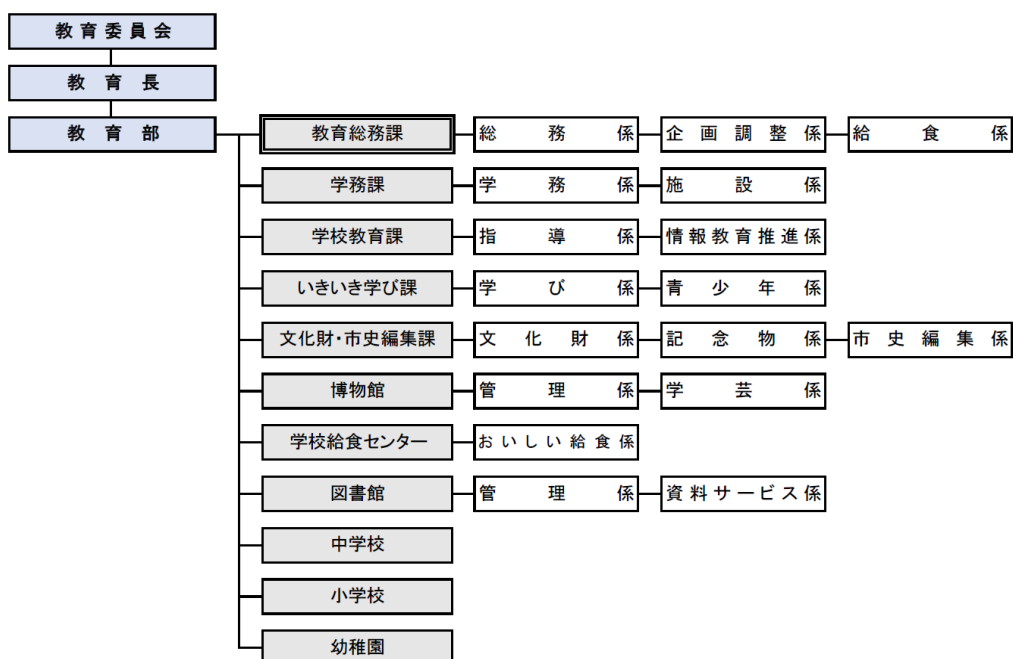 教育委員会
教育長
教育部
教育総務課 総務係 企画調整係 給食係
学務課 学務係 施設係
学校教育課 指導係 情報教育推進係
いきいき学び課 学び係 青少年係
文化財・市史編集課 文化財係 記念物係 市史編集係
博物館 管理係 学芸係
学校給食センター おいしい給食係
図書館 管理係 資料サービス係
中学校
小学校
幼稚園